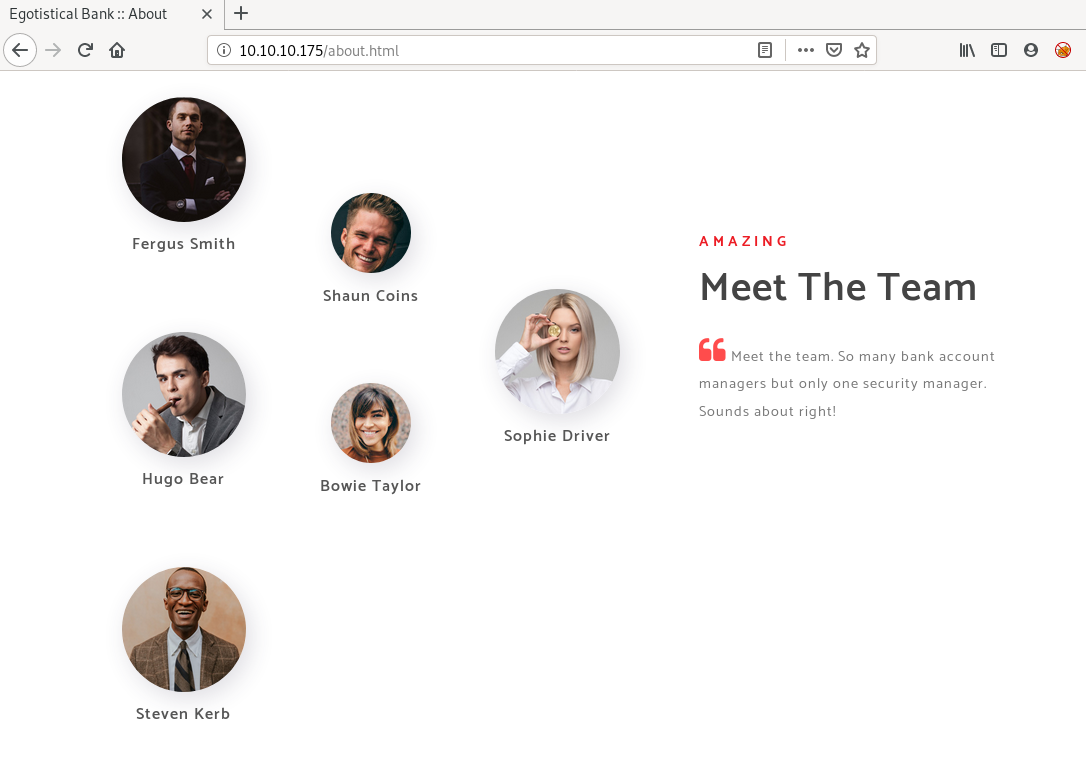 Egotistical Bank :: About
10.10.10.175/about.html
Fergus Smith
Shaun Coins
Hugo Bear
Bowie Taylor
Sophie Driver
Steven Kerb
AMAZING
Meet The Team
Meet the team. So many bank account
managers but only one security manager.
Sounds about right!